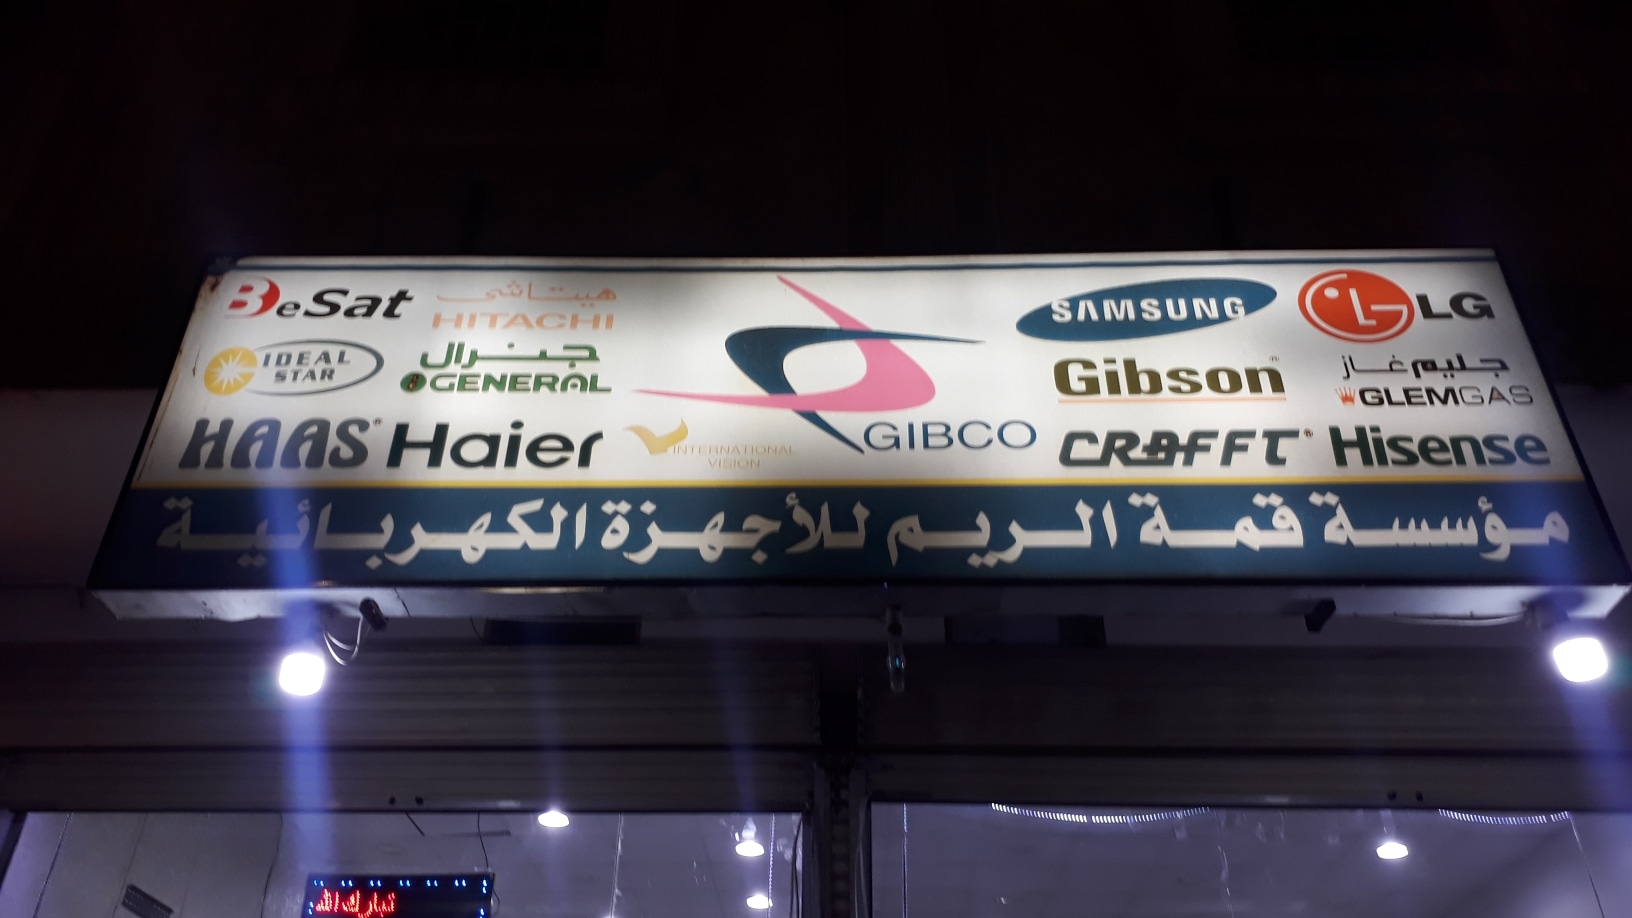 BeSat
هيتاشي
HITACHI
SAMSUNG
LG
IDEAL
STAR
جنرال
GENERAL
Gibson®
جليم غاز
GLEMGAS
HAAS®
Haier
INTERNATIONAL
VISION
GIBCO
CRAFFT®
Hisense
مؤسسة قمة الريم للأجهزة الكهربائية
تبارك الله